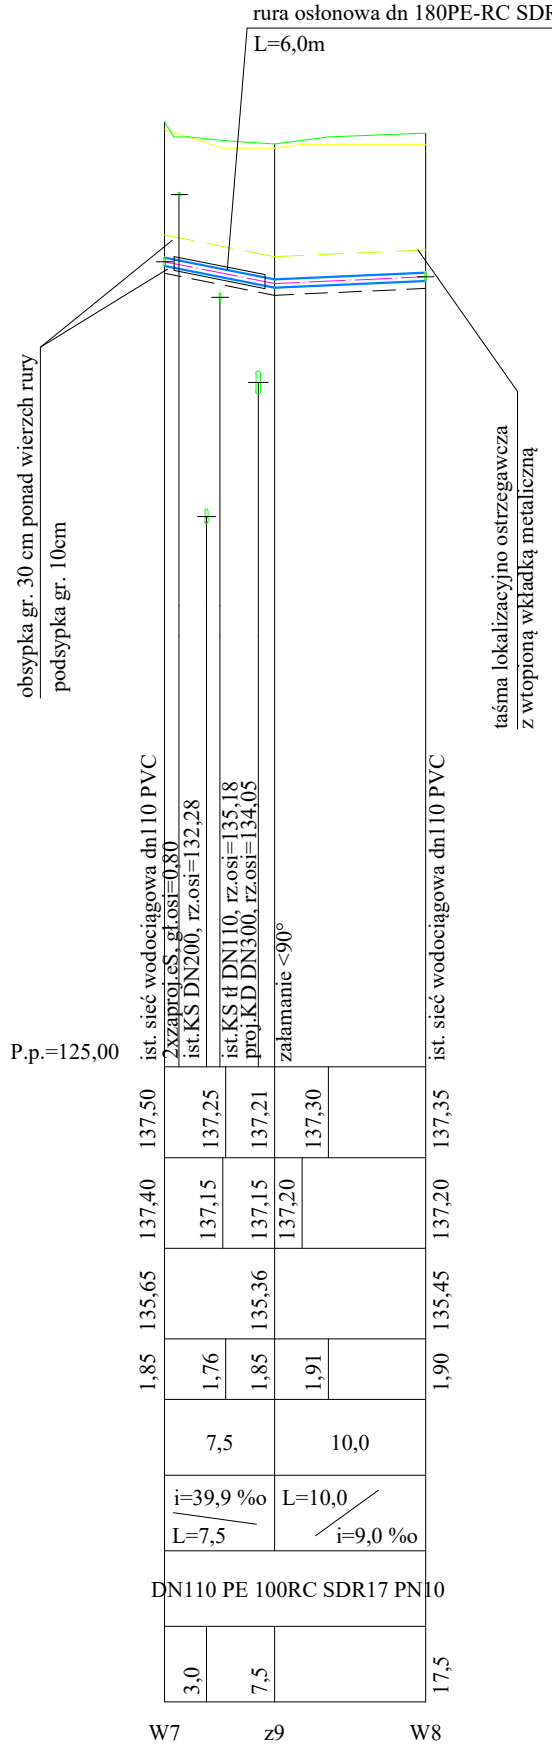 rura osłonowa dn 180PE-RC SDR
L=6,0m
obsypka gr. 30 cm ponad wierzch rury
podsypka gr. 10cm
taśma lokalizacyjno ostrzegawcza
z wtopioną wkładką metaliczną
ist. sieć wodociągowa dn110 PVC
2xzaproj.eS, gł.osi=0,80
ist.KS DN200, rz.osi=132,28
ist.KS tł DN110, rz.osi=135,18
proj.KD DN300, rz.osi=134,05
załamanie <90°
ist. sieć wodociągowa dn110 PVC
P.p.=125,00
137,50 137,25 137,21 137,30 137,35
137,40 137,15 137,15 137,20 137,20
135,65 135,36 135,45
1,85 1,76 1,85 1,91 1,90
7,5 10,0
i=39,9 %o L=10,0
L=7,5 i=9,0 %o
DN110 PE 100RC SDR17 PN10
3,0 7,5 17,5
W7 z9 W8